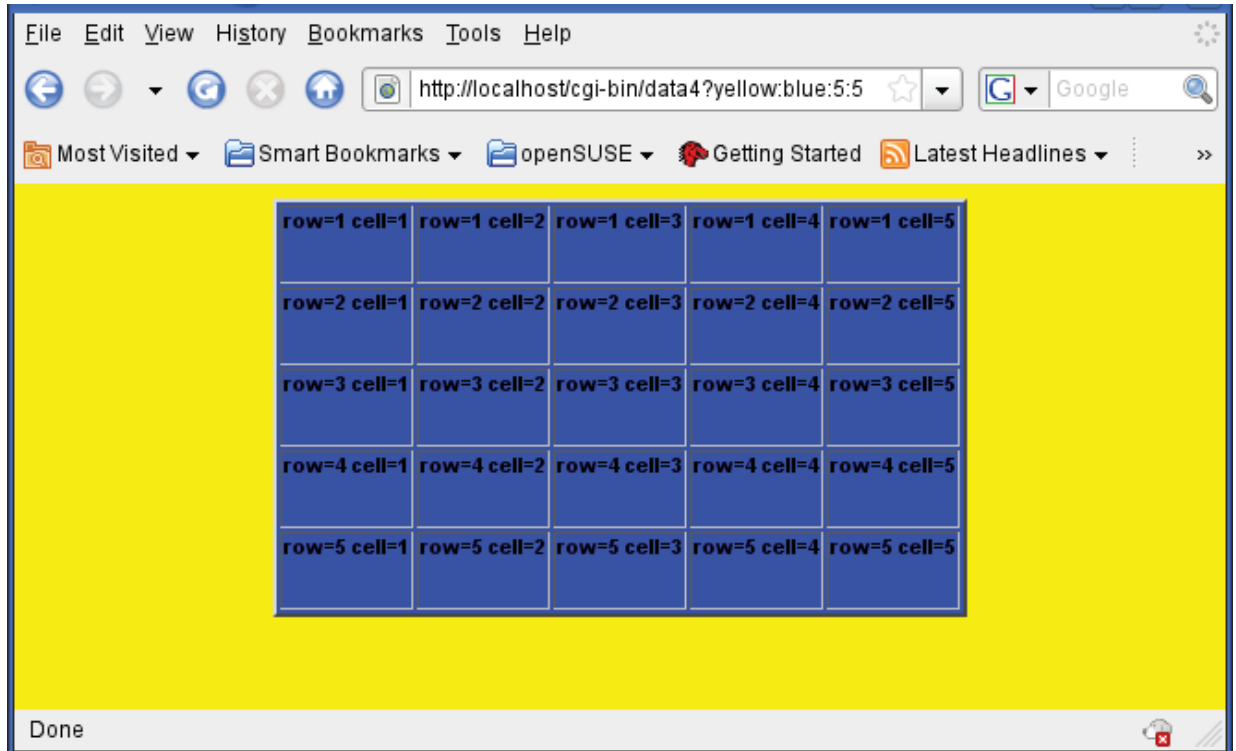 File Edit View History Bookmarks Tools Help
http://localhost/cgi-bin/data4?yellow:blue:5:5 G Google
Most Visited Smart Bookmarks openSUSE Getting Started Latest Headlines »
row=1 cell=1 row=1 cell=2 row=1 cell=3 row=1 cell=4 row=1 cell=5
row=2 cell=1 row=2 cell=2 row=2 cell=3 row=2 cell=4 row=2 cell=5
row=3 cell=1 row=3 cell=2 row=3 cell=3 row=3 cell=4 row=3 cell=5
row=4 cell=1 row=4 cell=2 row=4 cell=3 row=4 cell=4 row=4 cell=5
row=5 cell=1 row=5 cell=2 row=5 cell=3 row=5 cell=4 row=5 cell=5
Done